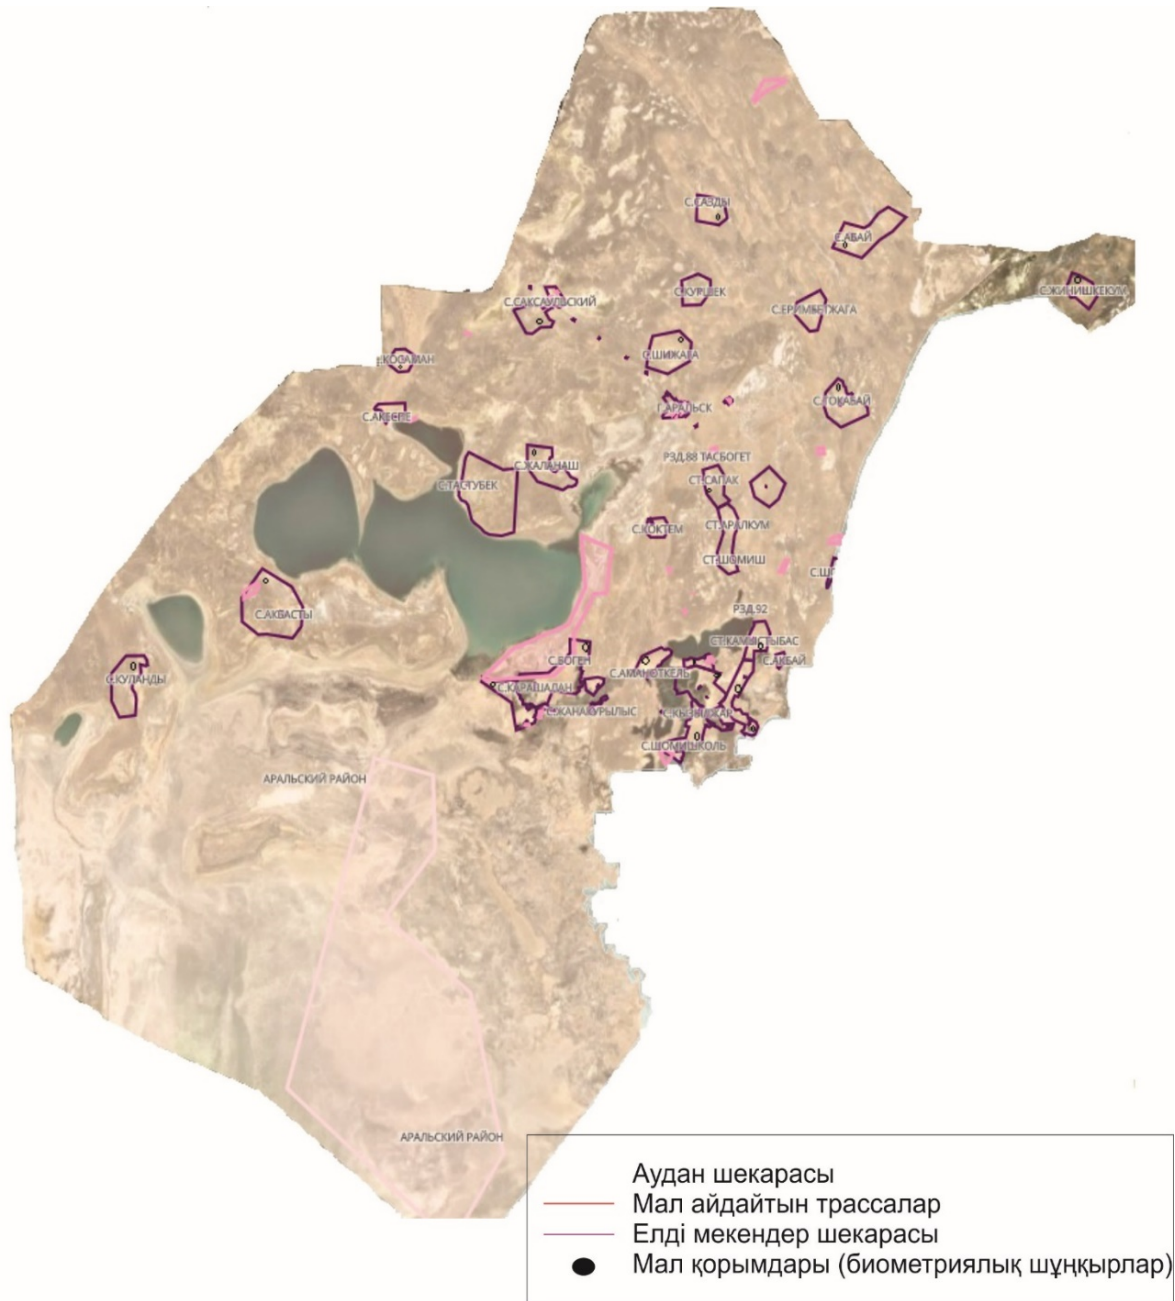 С.САЗДЫ
С.АБАЙ
С.ЖИНИШКЕКУМ
С.САКСАУЛЬСКИЙ
С.КУРШЕК
С.ЕРИМБЕТЖАГА
С.ШИЖАГА
.КОСАМАН
С.ТОКАБАЙ
Г.АРАЛЬСК
С.АКЕСПЕ
РЗД.88 ТАСБОГЕТ
С.ЖАЛАНАШ
СТ.САПАК
С.ТАСТУБЕК
СТ.АРАЛКУМ
С.КОКТЕМ
СТ.ШОМИШ
С.Ш
РЗД.92
С.АКБАСТЫ
СТ.КАМЫСТЫБАС
С.БОГЕН
С.АКБАЙ
С.АМАНОТКЕЛЬ
С.КУЛАНДЫ
С.КАРАШАЛАН
С.ЖАНАКУРЫЛЫС
С.КЫЗЫЛЖАР
С.ШОМИШКОЛЬ
АРАЛЬСКИЙ РАЙОН
АРАЛЬСКИЙ РАЙОН
Аудан шекарасы
Мал айдайтын трассалар
Елді мекендер шекарасы
Мал қорымдары (биометриялық шұңқырлар)